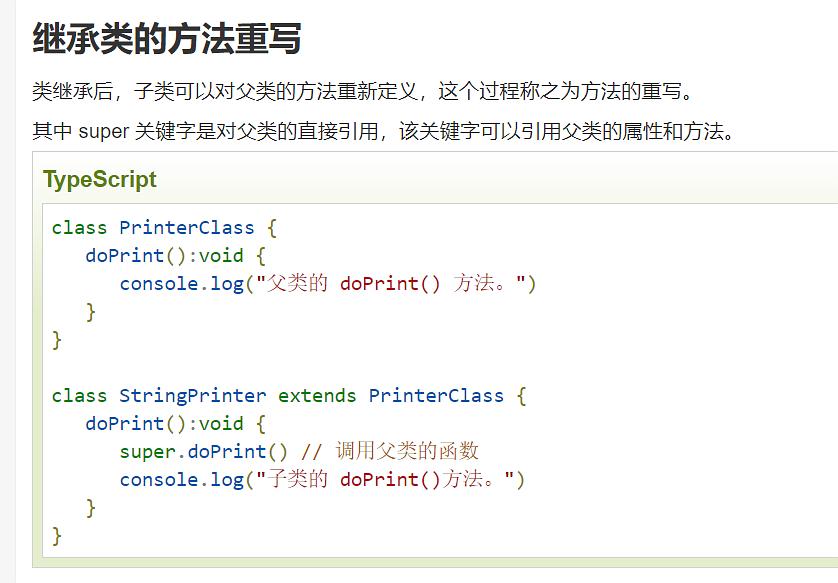 继承类的方法重写
类继承后，子类可以对父类的方法重新定义，这个过程称之为方法的重写。
其中 super 关键字是对父类的直接引用，该关键字可以引用父类的属性和方法。
TypeScript
class PrinterClass {
   doPrint():void {
      console.log("父类的 doPrint() 方法。")
   }
}

class StringPrinter extends PrinterClass {
   doPrint():void {
      super.doPrint() // 调用父类的函数
      console.log("子类的 doPrint()方法。")
   }
}